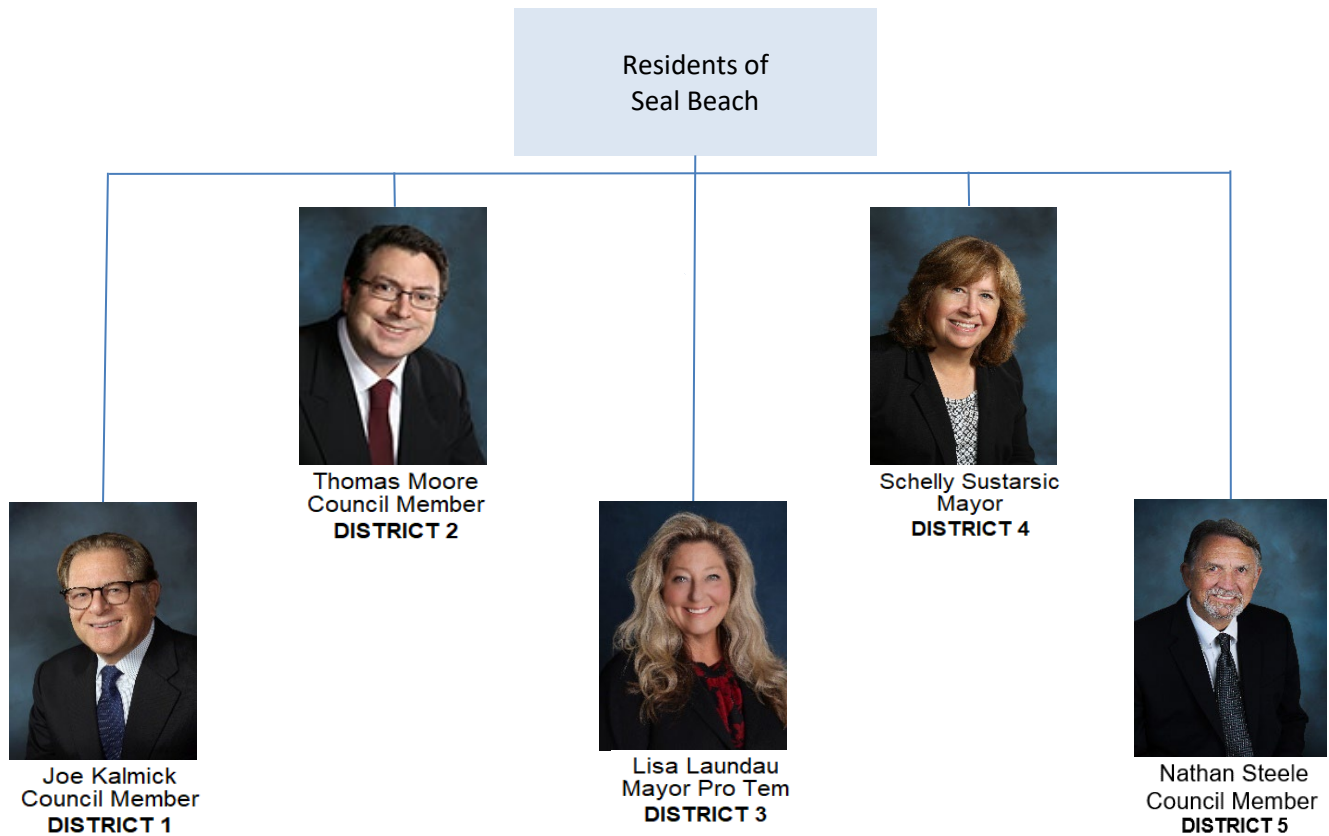 Residents of
Seal Beach
Thomas Moore
Council Member
DISTRICT 2
Schelly Sustarsic
Mayor
DISTRICT 4
Joe Kalmick
Council Member
DISTRICT 1
Lisa Laundau
Mayor Pro Tem
DISTRICT 3
Nathan Steele
Council Member
DISTRICT 5